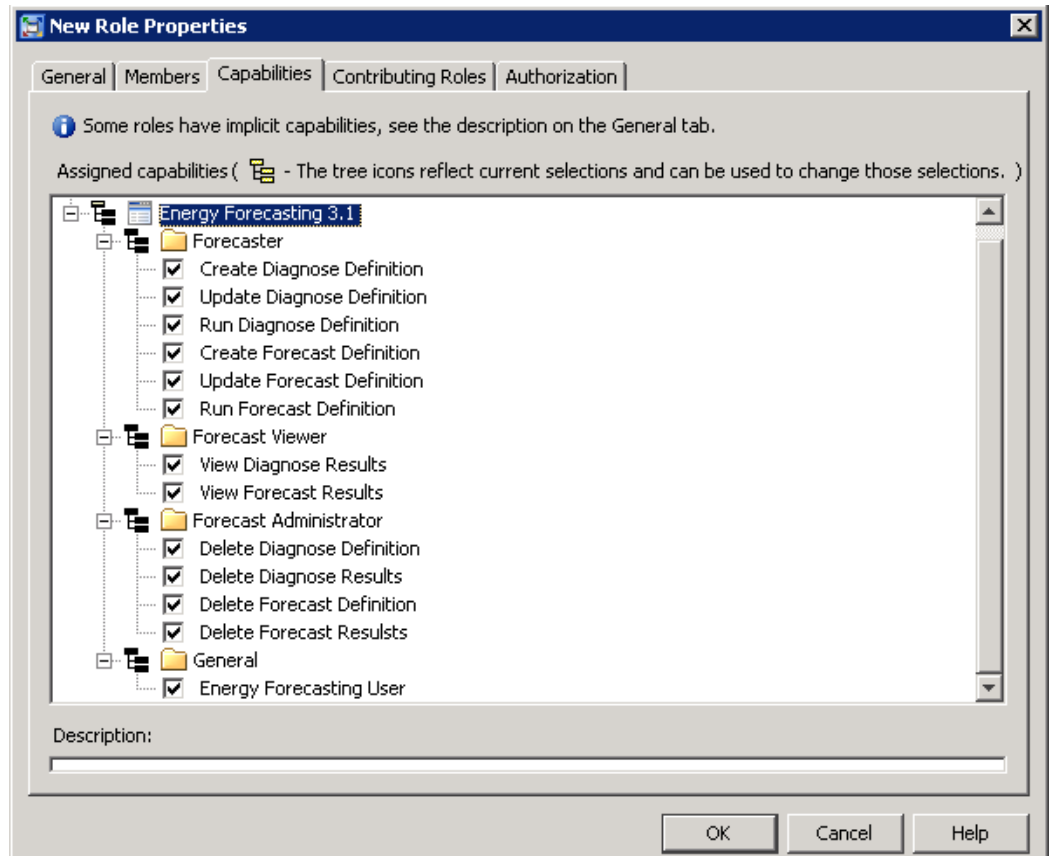 New Role Properties
General Members Capabilities Contributing Roles Authorization
Some roles have implicit capabilities, see the description on the General tab.
Assigned capabilities ( - The tree icons reflect current selections and can be used to change those selections. )
Energy Forecasting 3.1
Forecaster
Create Diagnose Definition
Update Diagnose Definition
Run Diagnose Definition
Create Forecast Definition
Update Forecast Definition
Run Forecast Definition
Forecast Viewer
View Diagnose Results
View Forecast Results
Forecast Administrator
Delete Diagnose Definition
Delete Diagnose Results
Delete Forecast Definition
Delete Forecast Resulsts
General
Energy Forecasting User
Description:
OK Cancel Help